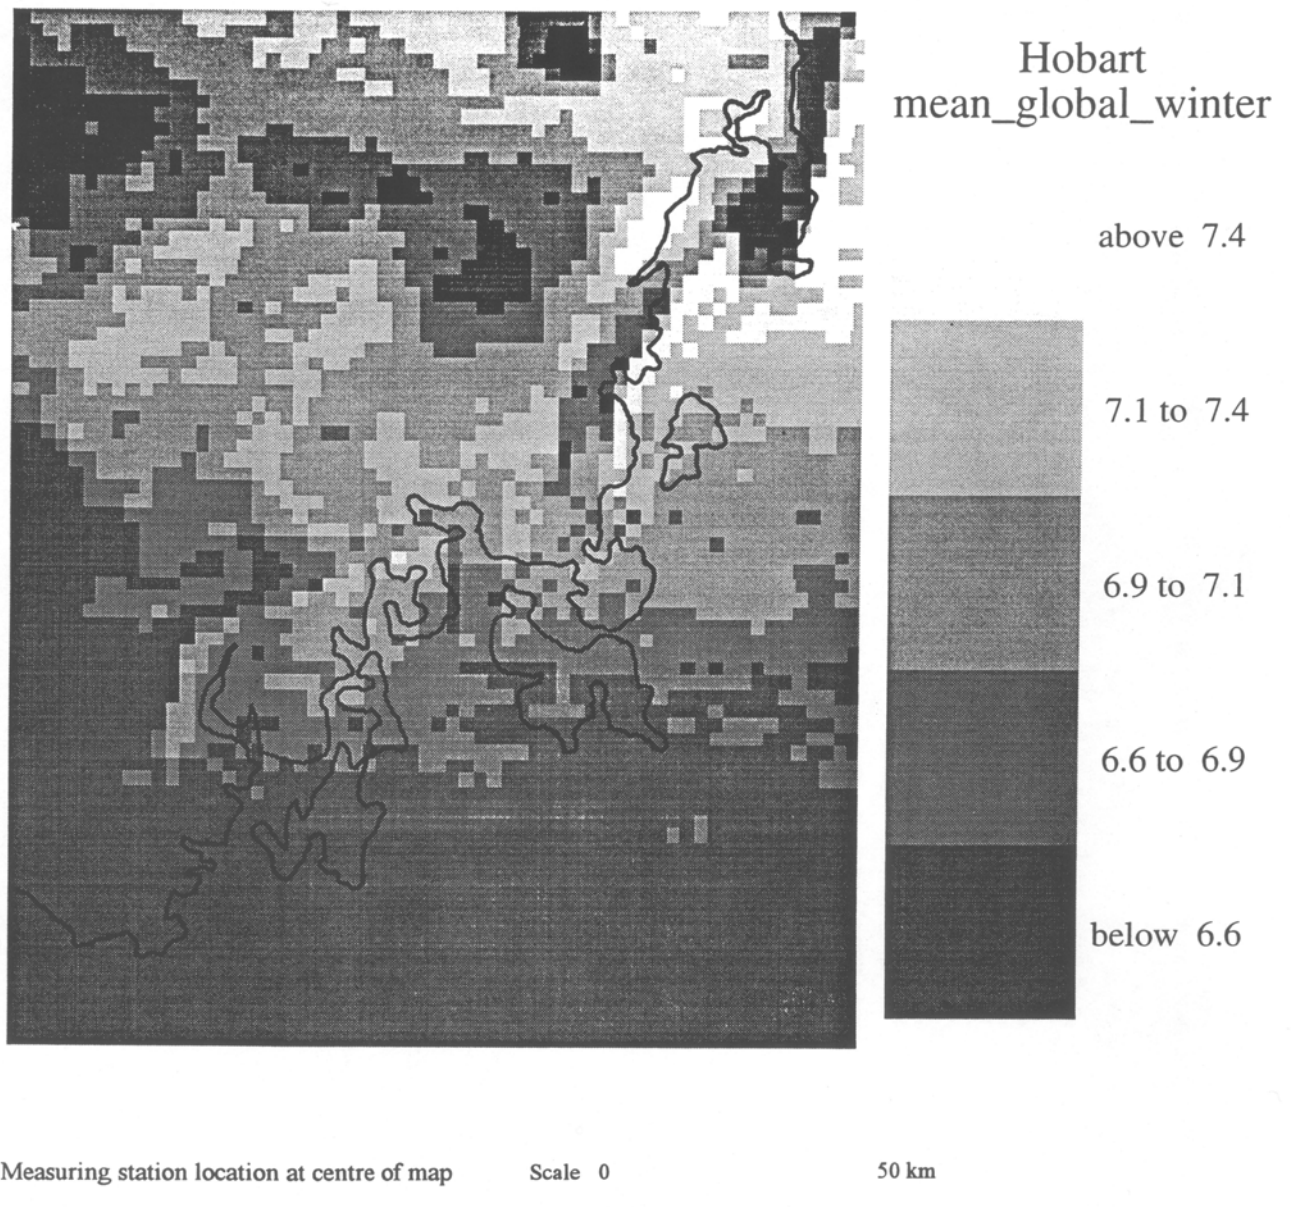 Hobart
mean_global_winter
above 7.4
7.1 to 7.4
6.9 to 7.1
6.6 to 6.9
below 6.6
Measuring station location at centre of map Scale 0 50 km